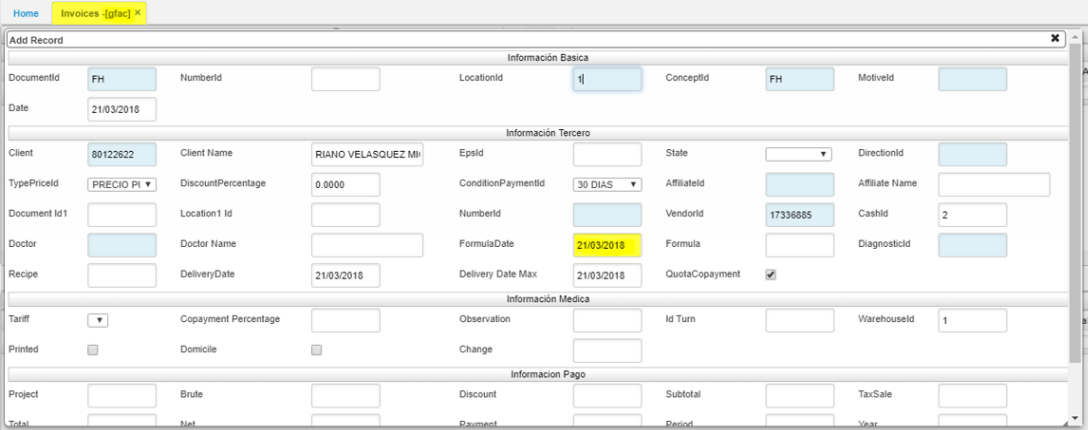 Home Invoices -[gfac] ×
Add Record ✖
Información Basica
DocumentId FH NumberId LocationId 1 ConceptId FH MotiveId
Date 21/03/2018
Información Tercero
Client 80122622 Client Name RIANO VELASQUEZ EpsId State DirectionId
TypePriceId PRECIO DiscountPercentage 0.0000 ConditionPaymentId 30 DIAS AffiliateId Affiliate Name
Document Id1 Location1 Id NumberId VendorId 17336885 CashId 2
Doctor Doctor Name FormulaDate 21/03/2018 Formula DiagnosticId
Recipe DeliveryDate 21/03/2018 Delivery Date Max 21/03/2018 QuotaCopayment
Información Medica
Tariff Copayment Percentage Observation Id Turn WarehouseId 1
Printed Domicile Change
Informacion Pago
Project Brute Discount Subtotal TaxSale
Total Net Payment Period Year